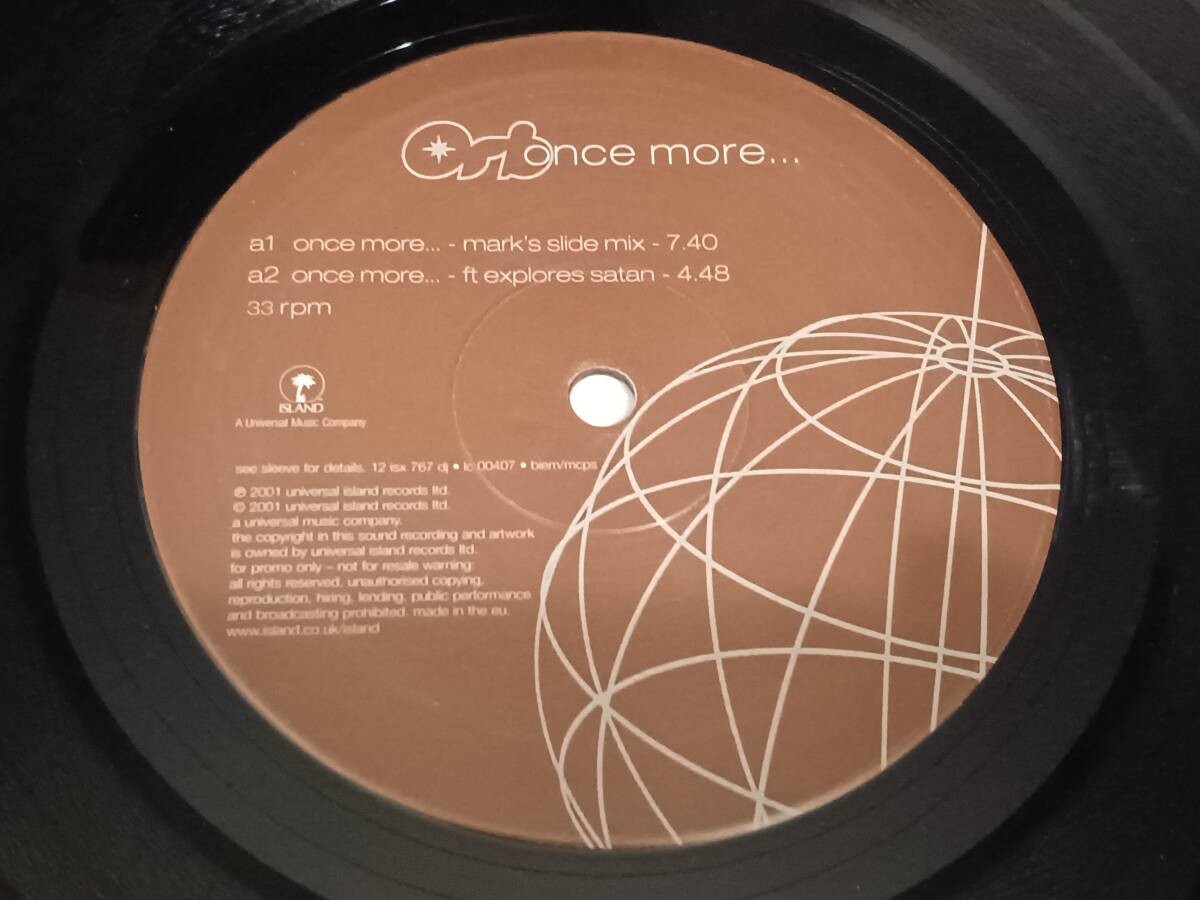 Orb once more...
a1 once more... - mark's slide mix - 7.40
a2 once more... - ft explores satan - 4.48
33 rpm
ISLAND
A Universal Music Company
see sleeve for details. 12 isx 767 dj • lc 00407 • biem/mcps
℗ 2001 universal island records ltd.
© 2001 universal island records ltd.
a universal music company.
the copyright in this sound recording and artwork
is owned by universal island records ltd.
for promo only – not for resale warning:
all rights reserved. unauthorised copying,
reproduction, hiring, lending, public performance
and broadcasting prohibited. made in the eu.
www.island.co.uk/island